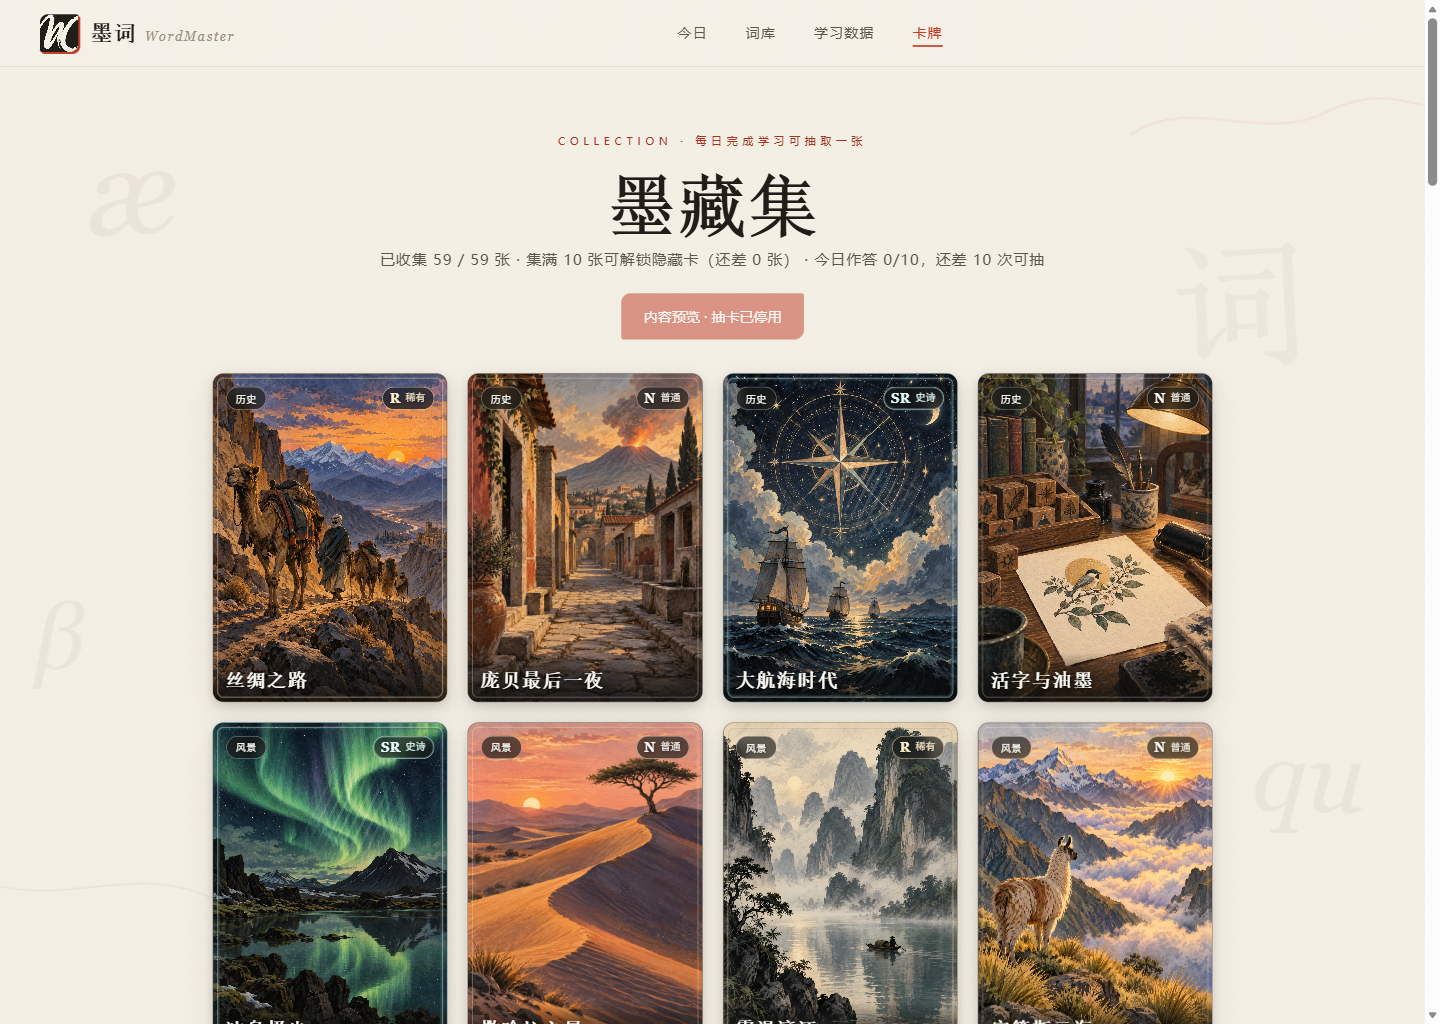 墨词 WordMaster
今日 词库 学习数据 卡牌
COLLECTION · 每日完成学习可抽取一张
æ
墨藏集
词
已收集 59 / 59 张 · 集满 10 张可解锁隐藏卡（还差 0 张） · 今日作答 0/10，还差 10 次可抽
内容预览 · 抽卡已停用
历史 R 稀有
历史 N 普通
历史 SR 史诗
历史 N 普通
丝绸之路
庞贝最后一夜
大航海时代
活字与油墨
β
风景 SR 史诗
风景 N 普通
风景 R 稀有
风景 N 普通
qu